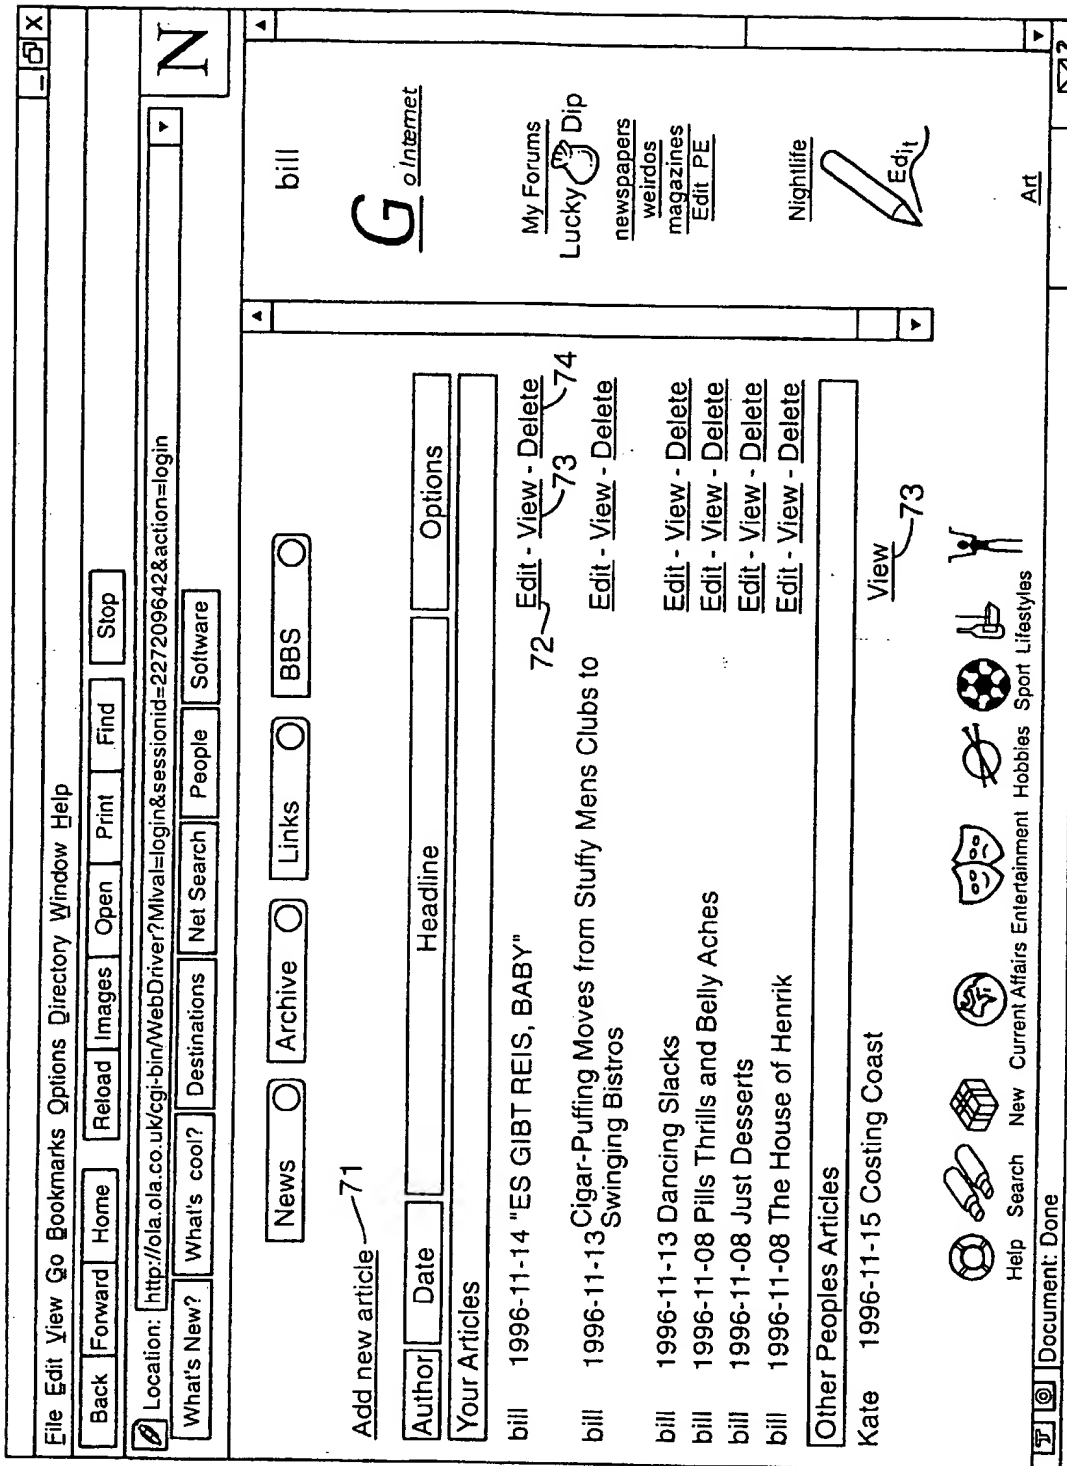 File Edit View Go Bookmarks Options Directory Window Help
Back Forward Home Reload Images Open Print Find Stop
Location: http://ola.ola.co.uk/cgi-bin/WebDriver?MIval=login&sessionid=2272209642&action=login
N
What's New? What's cool? Destinations Net Search People Software
News Archive Links BBS
bill
Add new article 71
Go Internet
Author Date Headline Options
Your Articles
bill 1996-11-14 "ES GIBT REIS, BABY" Edit - View - Delete
72 73 74
bill 1996-11-13 Cigar-Puffing Moves from Stuffy Mens Clubs to Edit - View - Delete
Swinging Bistros
bill 1996-11-13 Dancing Slacks Edit - View - Delete
bill 1996-11-08 Pills Thrills and Belly Aches Edit - View - Delete
bill 1996-11-08 Just Desserts Edit - View - Delete
bill 1996-11-08 The House of Henrik Edit - View - Delete
Other Peoples Articles
Kate 1996-11-15 Costing Coast View 73
My Forums
Lucky Dip
newspapers
weirdos
magazines
Edit PE
Nightlife
Edit
Art
Help Search New Current Affairs Entertainment Hobbies Sport Lifestyles
Document: Done
?